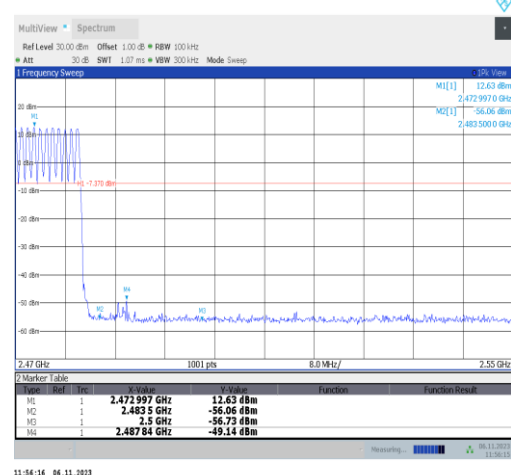 MultiView Spectrum
Ref Level 30.00 dBm Offset 1.00 dB RBW 100 kHz
Att 30 dB SWT 1.07 ms VBW 300 kHz Mode Sweep
1 Frequency Sweep 1Pk View
M1[1] 12.63 dBm
2.472 997 0 GHz
M2[1] -56.06 dBm
2.483 500 0 GHz
20 dBm
M1
10 dBm
0 dBm
H1 -7.370 dBm
-10 dBm
-20 dBm
-30 dBm
-40 dBm
M4
-50 dBm
M2 M3
-60 dBm
2.47 GHz 1001 pts 8.0 MHz/ 2.55 GHz
2 Marker Table
Type Ref Trc X-Value Y-Value Function Function Result
M1 1 2.472 997 GHz 12.63 dBm
M2 1 2.483 5 GHz -56.06 dBm
M3 1 2.5 GHz -56.73 dBm
M4 1 2.487 84 GHz -49.14 dBm
Measuring... 06.11.2023
11:56:15
11:56:16 06.11.2023